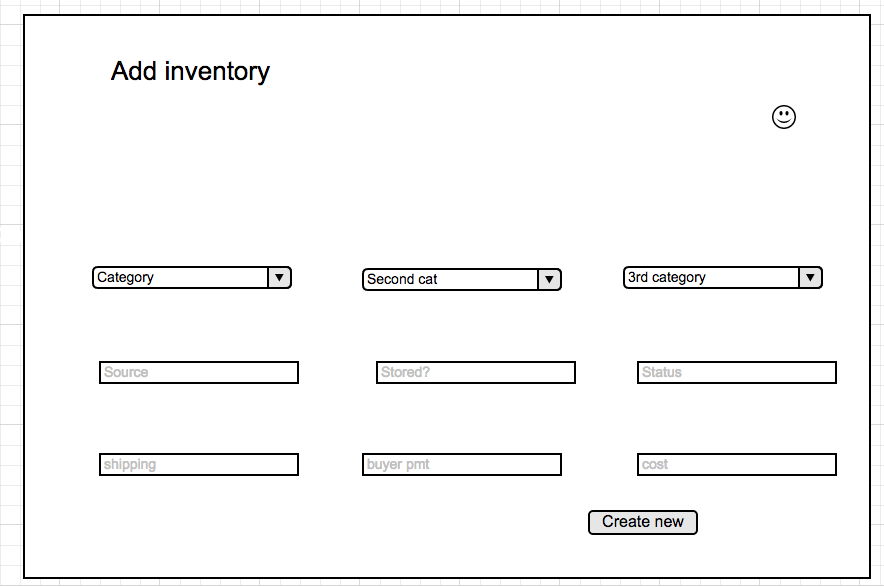 Add inventory
Category
Second cat
3rd category
Source
Stored?
Status
shipping
buyer pmt
cost
Create new